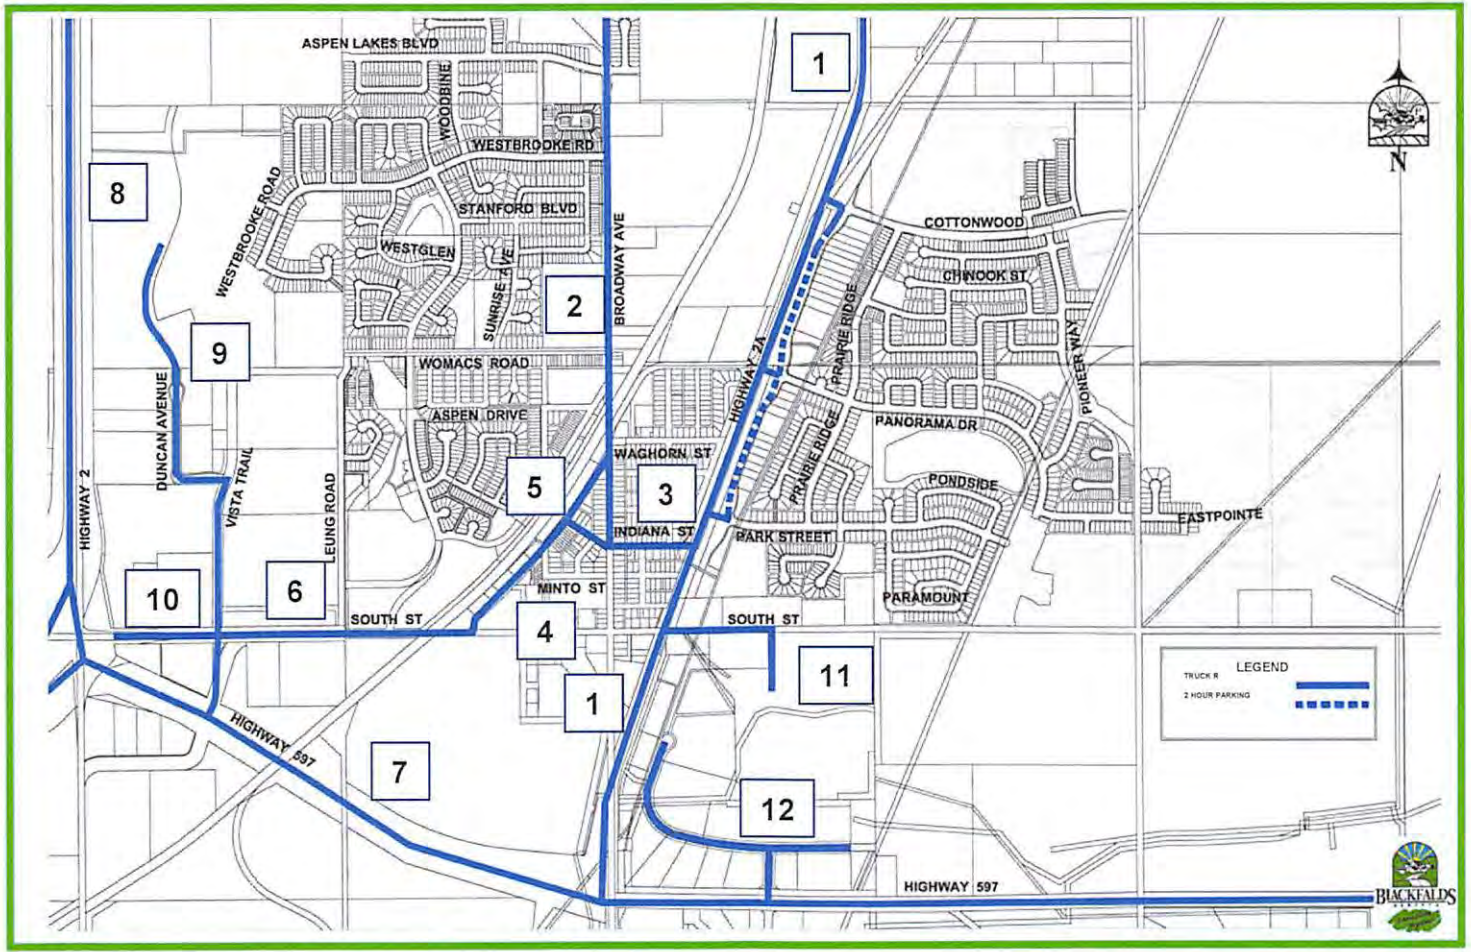 ASPEN LAKES BLVD
1
WOODBINE
WESTBROOKE RD
N
8
WESTBROOKE ROAD
STANFORD BLVD
COTTONWOOD
BROADWAY AVE
WESTGLEN
SUNRISE AVE
CHINOOK ST
2
PRAIRIE RIDGE
9
WOMACS ROAD
HIGHWAY 2A
PIONEER WAY
DUNCAN AVENUE
ASPEN DRIVE
PANORAMA DR
WAGHORN ST
PRAIRIE RIDGE
HIGHWAY 2
VISTA TRAIL
5
3
PONDSIDE
LEUNG ROAD
EASTPOINTE
INDIANA ST
PARK STREET
10
6
MINTO ST
PARAMOUNT
SOUTH ST
4
SOUTH ST
11
LEGEND
TRUCK R
2 HOUR PARKING
1
HIGHWAY 597
7
12
HIGHWAY 597
BLACKFALDS